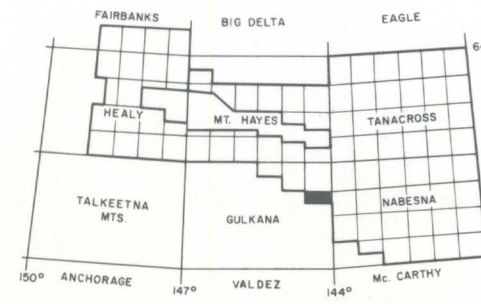 FAIRBANKS
BIG DELTA
EAGLE
6
HEALY
MT. HAYES
TANACROSS
TALKEETNA
MTS.
GULKANA
NABESNA
150°
ANCHORAGE
147°
VALDEZ
144°
Mc. CARTHY